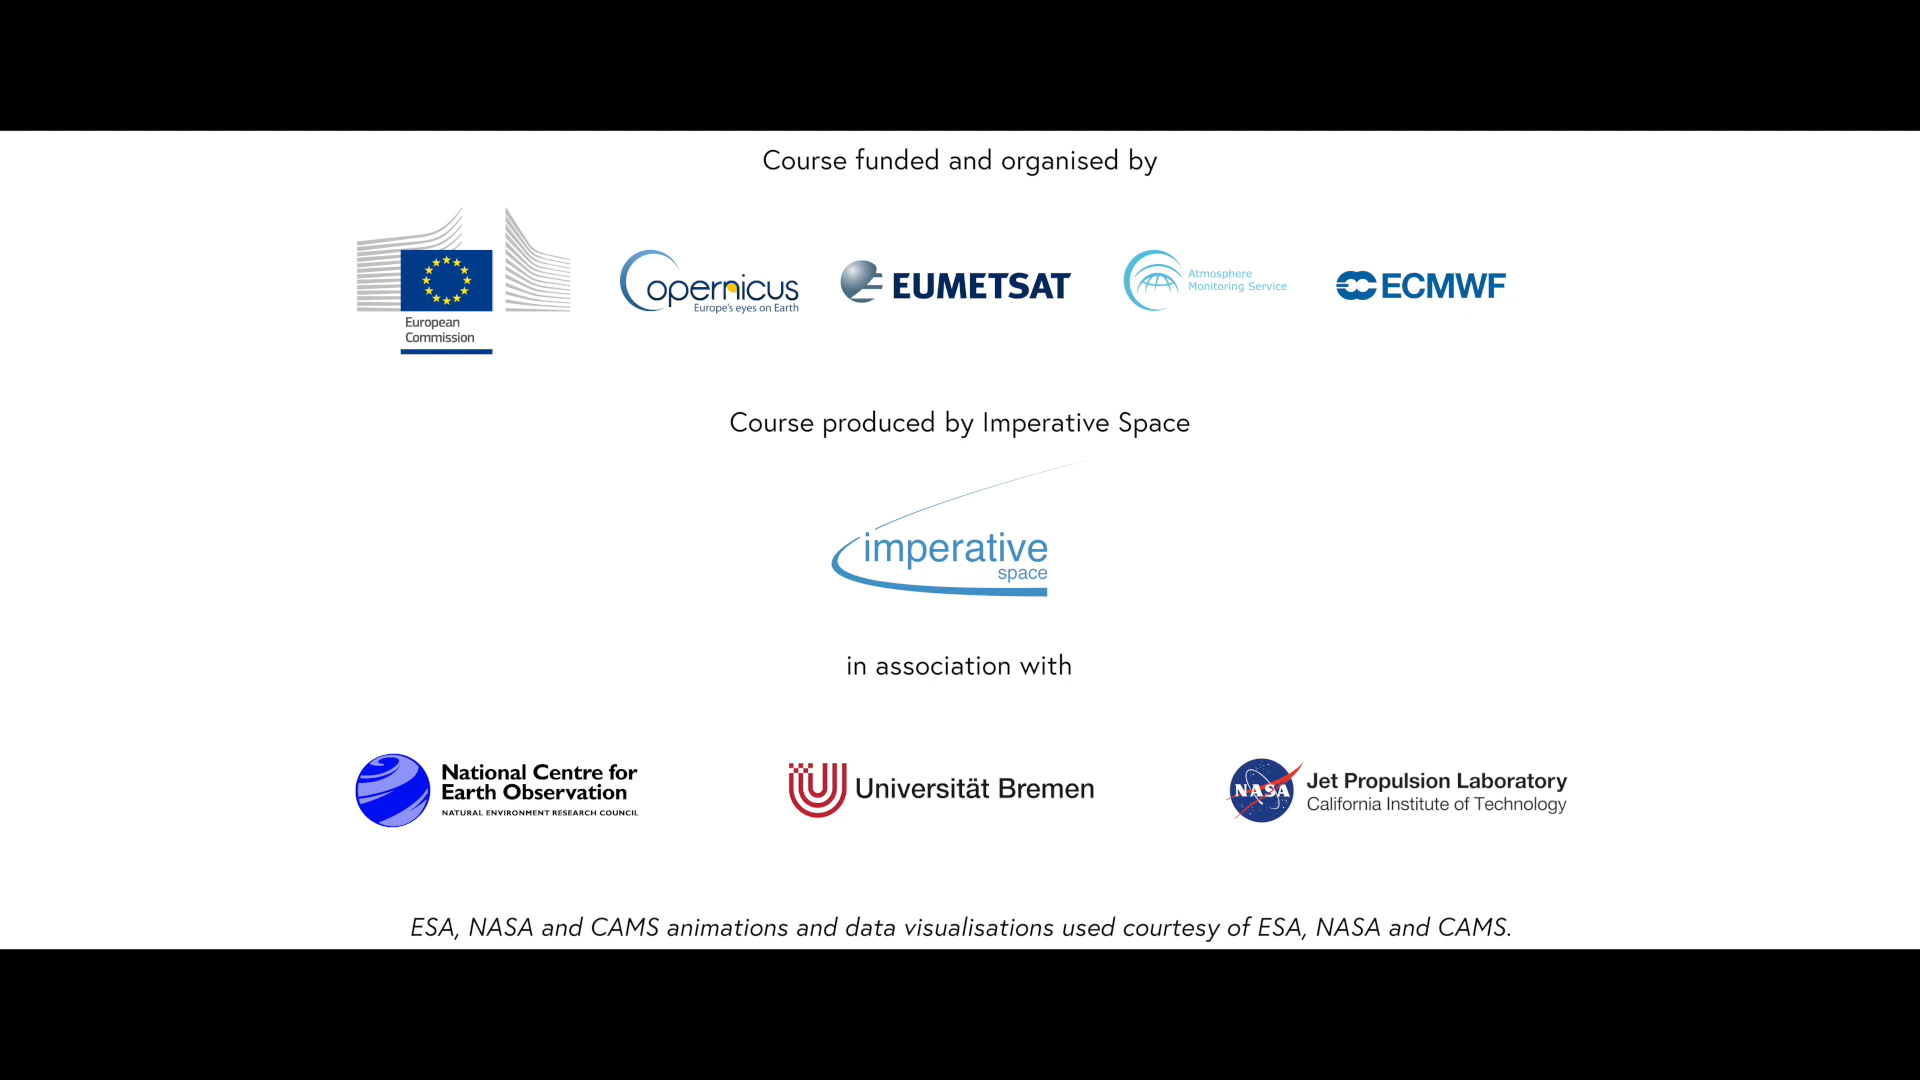 Course funded and organised by
European
Commission
Copernicus
Europe's eyes on Earth
EUMETSAT
Atmosphere
Monitoring Service
ECMWF
Course produced by Imperative Space
imperative
space
in association with
National Centre for
Earth Observation
NATURAL ENVIRONMENT RESEARCH COUNCIL
Universität Bremen
NASA
Jet Propulsion Laboratory
California Institute of Technology
ESA, NASA and CAMS animations and data visualisations used courtesy of ESA, NASA and CAMS.